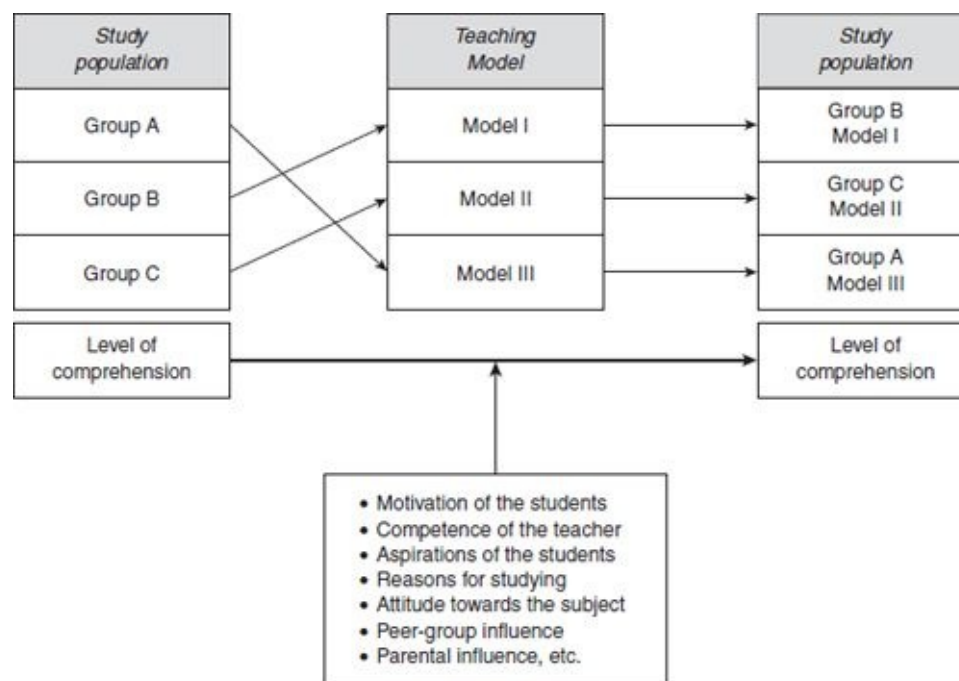 Study
population
Group A
Group B
Group C
Level of
comprehension
Teaching
Model
Model I
Model II
Model III
Study
population
Group B
Model I
Group C
Model II
Group A
Model III
Level of
comprehension
• Motivation of the students
• Competence of the teacher
• Aspirations of the students
• Reasons for studying
• Attitude towards the subject
• Peer-group influence
• Parental influence, etc.